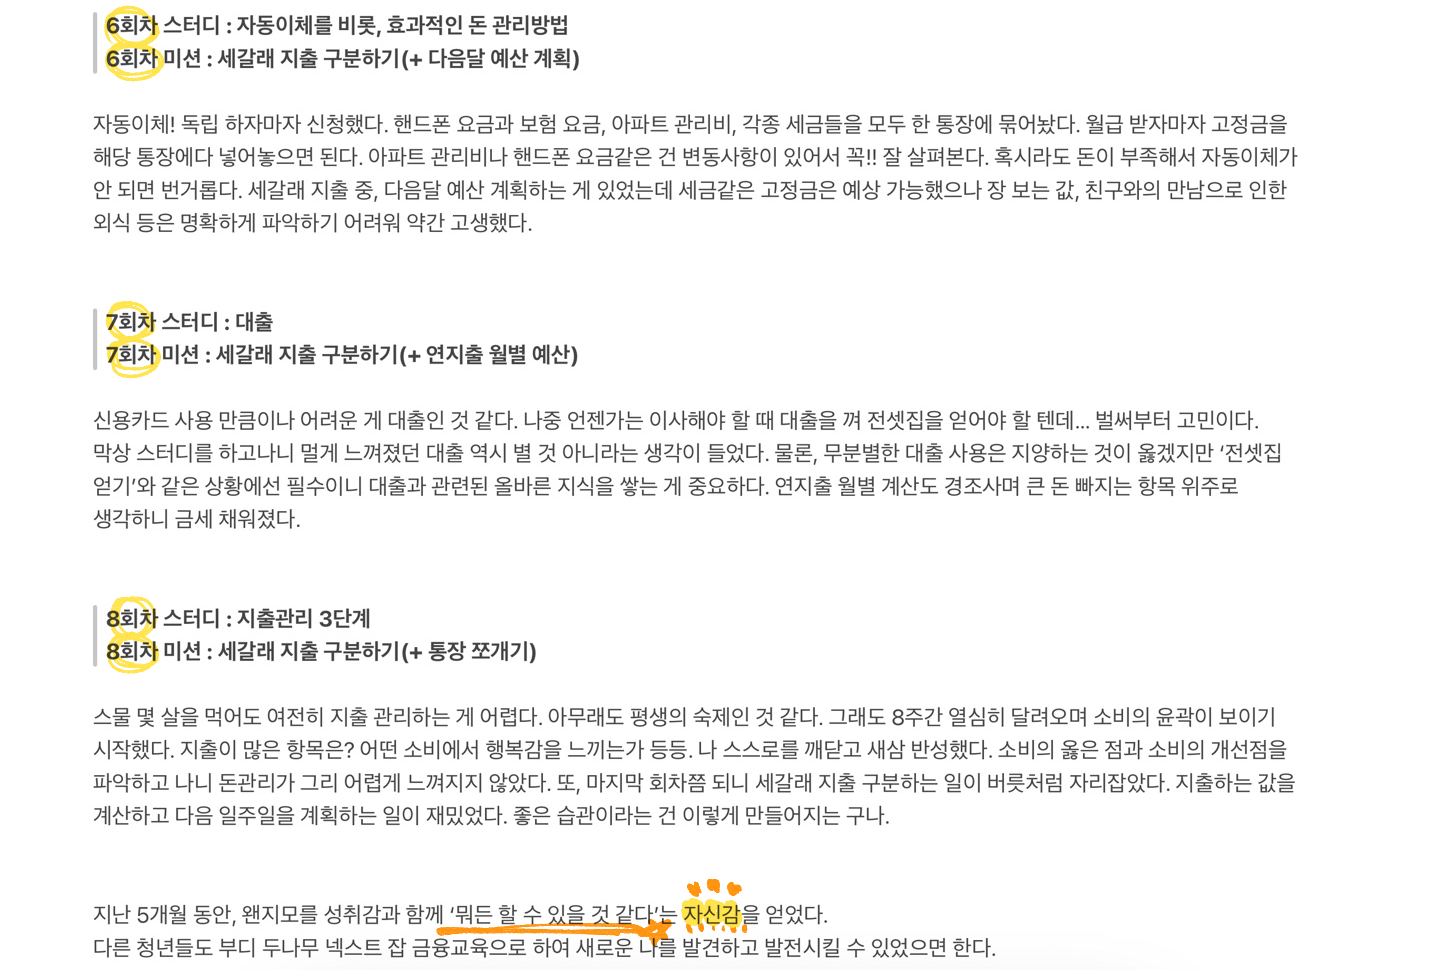 6회차 스터디 : 자동이체를 비롯, 효과적인 돈 관리방법
6회차 미션 : 세갈래 지출 구분하기(+ 다음달 예산 계획)
자동이체! 독립 하자마자 신청했다. 핸드폰 요금과 보험 요금, 아파트 관리비, 각종 세금들을 모두 한 통장에 묶어놨다. 월급 받자마자 고정금을
해당 통장에다 넣어놓으면 된다. 아파트 관리비나 핸드폰 요금같은 건 변동사항이 있어서 꼭!! 잘 살펴본다. 혹시라도 돈이 부족해서 자동이체가
안 되면 번거롭다. 세갈래 지출 중, 다음달 예산 계획하는 게 있었는데 세금같은 고정금은 예상 가능했으나 장 보는 값, 친구와의 만남으로 인한
외식 등은 명확하게 파악하기 어려워 약간 고생했다.
7회차 스터디 : 대출
7회차 미션 : 세갈래 지출 구분하기(+ 연지출 월별 예산)
신용카드 사용 만큼이나 어려운 게 대출인 것 같다. 나중 언젠가는 이사해야 할 때 대출을 껴 전셋집을 얻어야 할 텐데... 벌써부터 고민이다.
막상 스터디를 하고나니 멀게 느껴졌던 대출 역시 별 것 아니라는 생각이 들었다. 물론, 무분별한 대출 사용은 지양하는 것이 옳겠지만 ‘전셋집
얻기’와 같은 상황에선 필수이니 대출과 관련된 올바른 지식을 쌓는 게 중요하다. 연지출 월별 계산도 경조사며 큰 돈 빠지는 항목 위주로
생각하니 금세 채워졌다.
8회차 스터디 : 지출관리 3단계
8회차 미션 : 세갈래 지출 구분하기(+ 통장 쪼개기)
스물 몇 살을 먹어도 여전히 지출 관리하는 게 어렵다. 아무래도 평생의 숙제인 것 같다. 그래도 8주간 열심히 달려오며 소비의 윤곽이 보이기
시작했다. 지출이 많은 항목은? 어떤 소비에서 행복감을 느끼는가 등등. 나 스스로를 깨닫고 새삼 반성했다. 소비의 옳은 점과 소비의 개선점을
파악하고 나니 돈관리가 그리 어렵게 느껴지지 않았다. 또, 마지막 회차쯤 되니 세갈래 지출 구분하는 일이 버릇처럼 자리잡았다. 지출하는 값을
계산하고 다음 일주일을 계획하는 일이 재밌었다. 좋은 습관이라는 건 이렇게 만들어지는 구나.
지난 5개월 동안, 왠지모를 성취감과 함께 ‘뭐든 할 수 있을 것 같다’는 자신감을 얻었다.
다른 청년들도 부디 두나무 넥스트 잡 금융교육으로 하여 새로운 나를 발견하고 발전시킬 수 있었으면 한다.